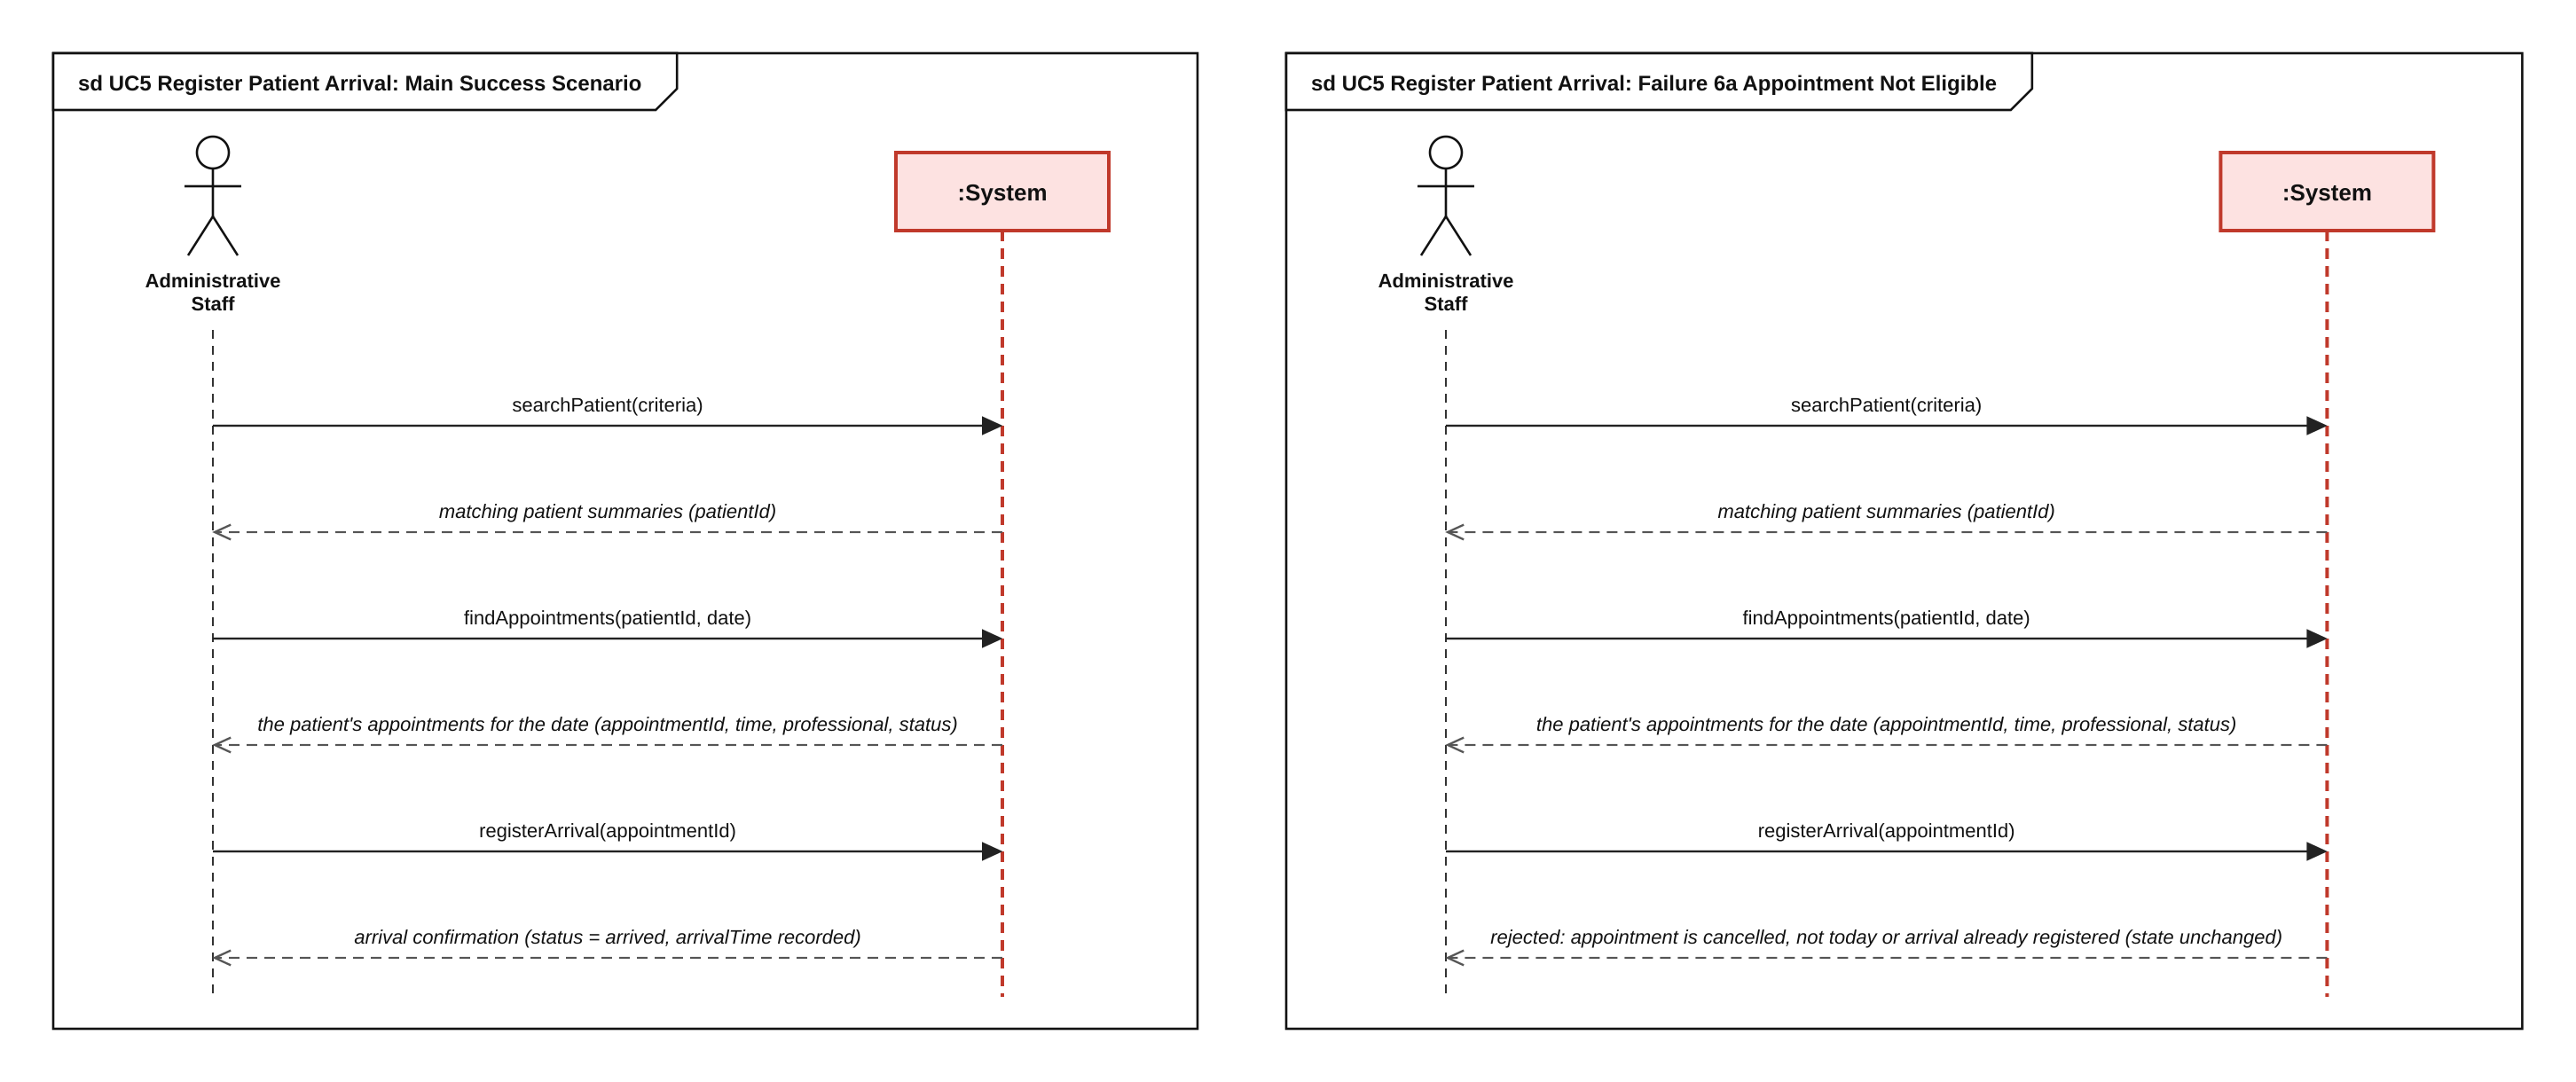 sd UC5 Register Patient Arrival: Main Success Scenario
:System
Administrative
Staff
searchPatient(criteria)
matching patient summaries (patientId)
findAppointments(patientId, date)
the patient's appointments for the date (appointmentId, time, professional, status)
registerArrival(appointmentId)
arrival confirmation (status = arrived, arrivalTime recorded)
sd UC5 Register Patient Arrival: Failure 6a Appointment Not Eligible
:System
Administrative
Staff
searchPatient(criteria)
matching patient summaries (patientId)
findAppointments(patientId, date)
the patient's appointments for the date (appointmentId, time, professional, status)
registerArrival(appointmentId)
rejected: appointment is cancelled, not today or arrival already registered (state unchanged)